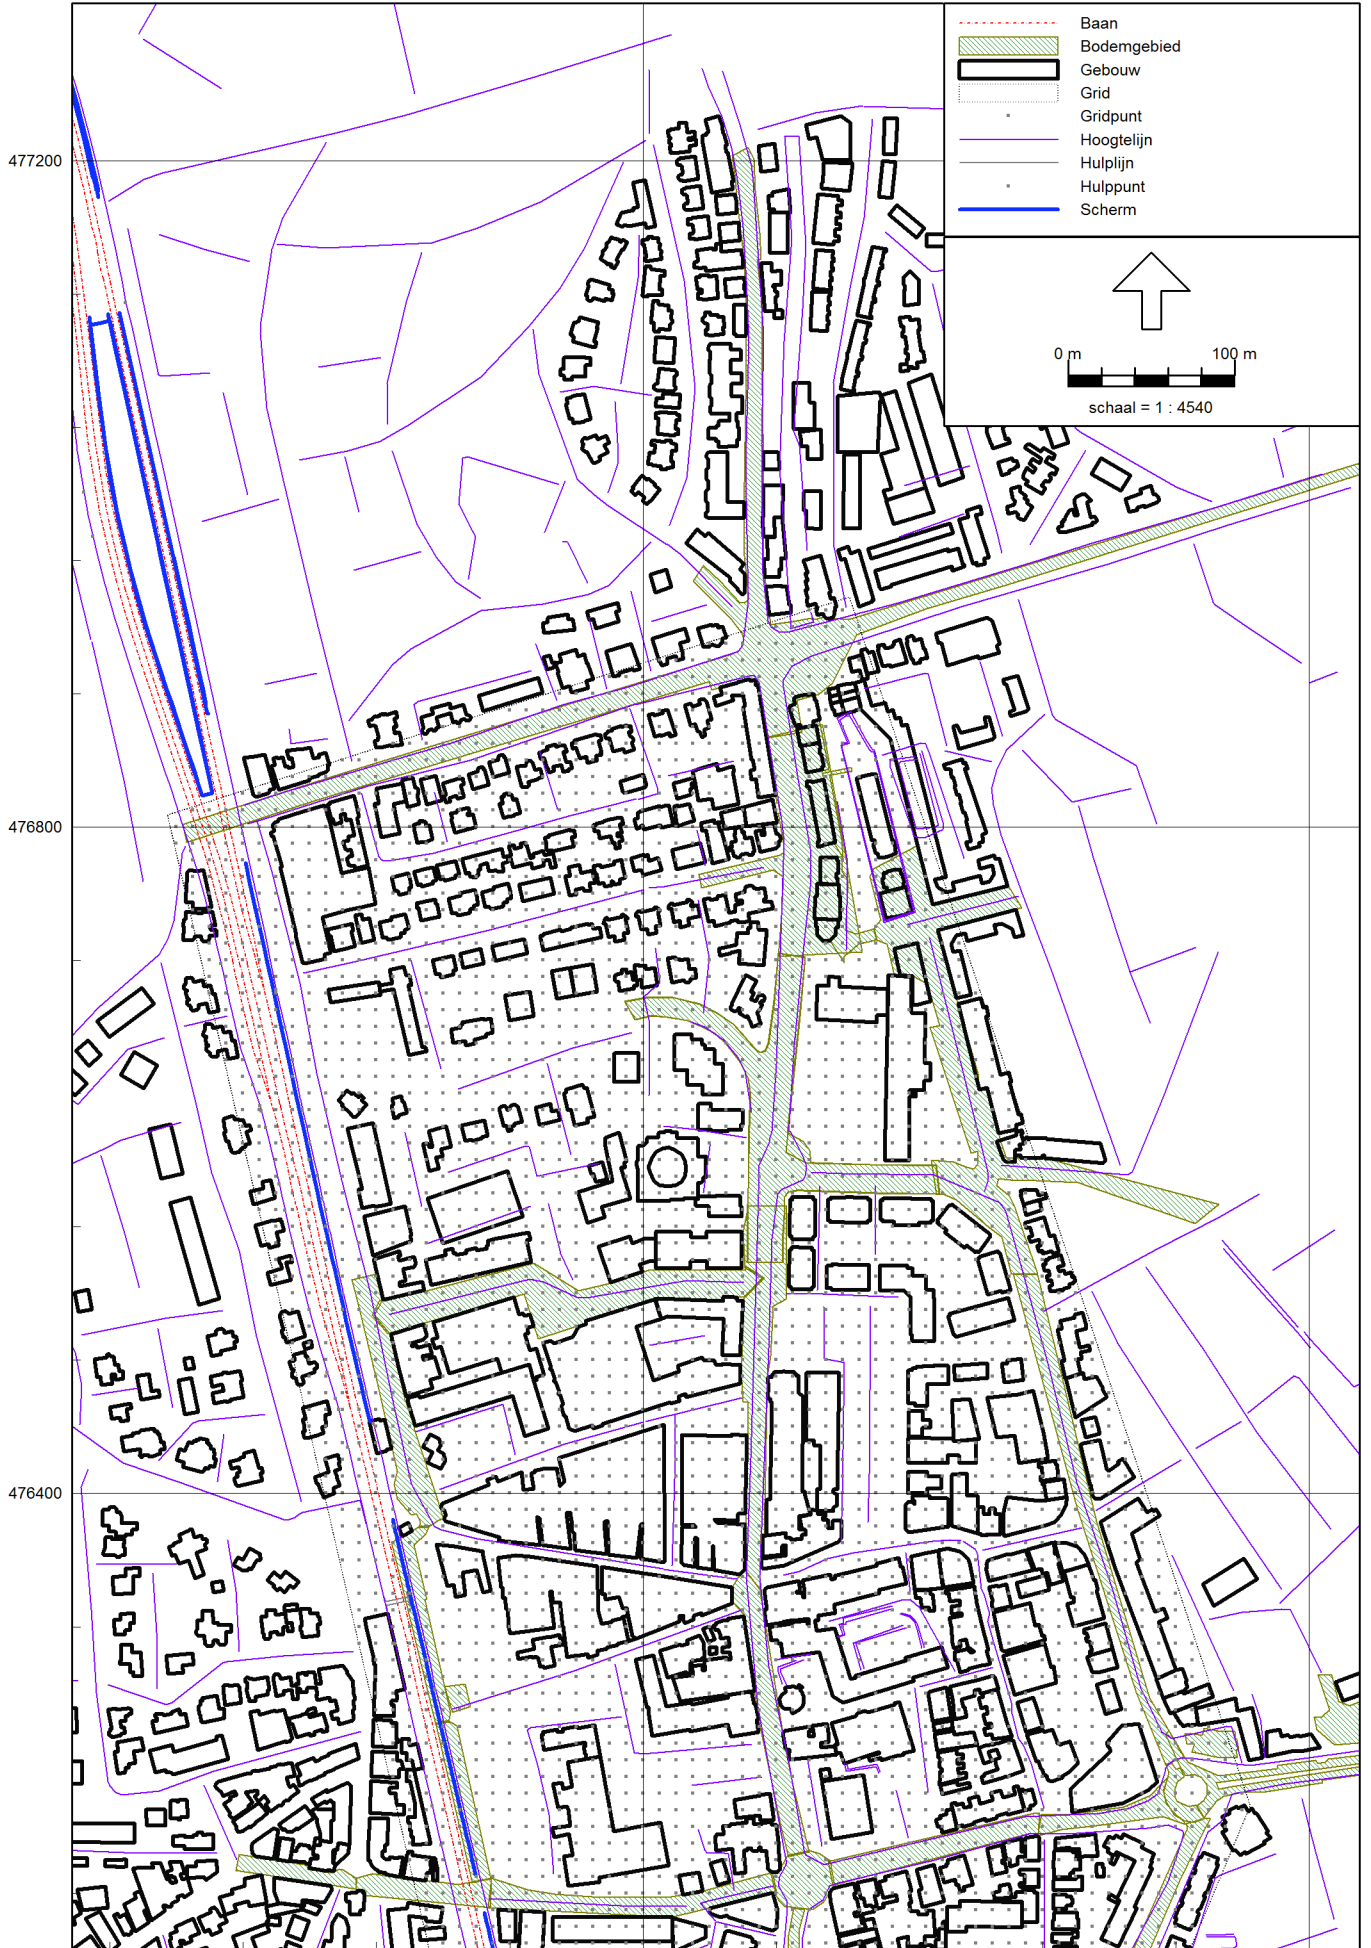 Baan
Bodemgebied
Gebouw
Grid
Gridpunt
Hoogtelijn
Hulplijn
Hulppunt
Scherm
0 m 100 m
schaal = 1 : 4540
477200
476800
476400